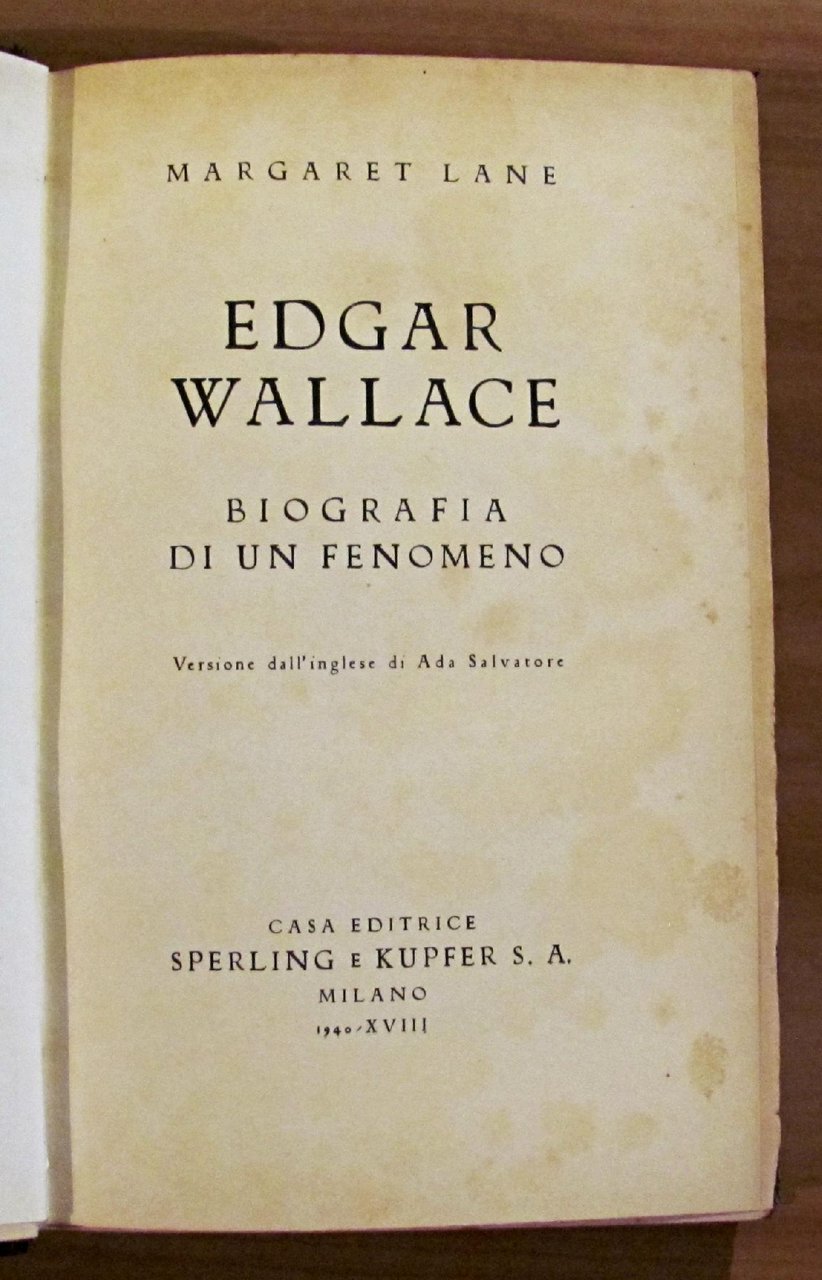 MARGARET LANE
EDGAR
WALLACE
BIOGRAFIA
DI UN FENOMENO
Versione dall'inglese di Ada Salvatore
CASA EDITRICE
SPERLING E KUPFER S. A.
MILANO
1940-XVIII